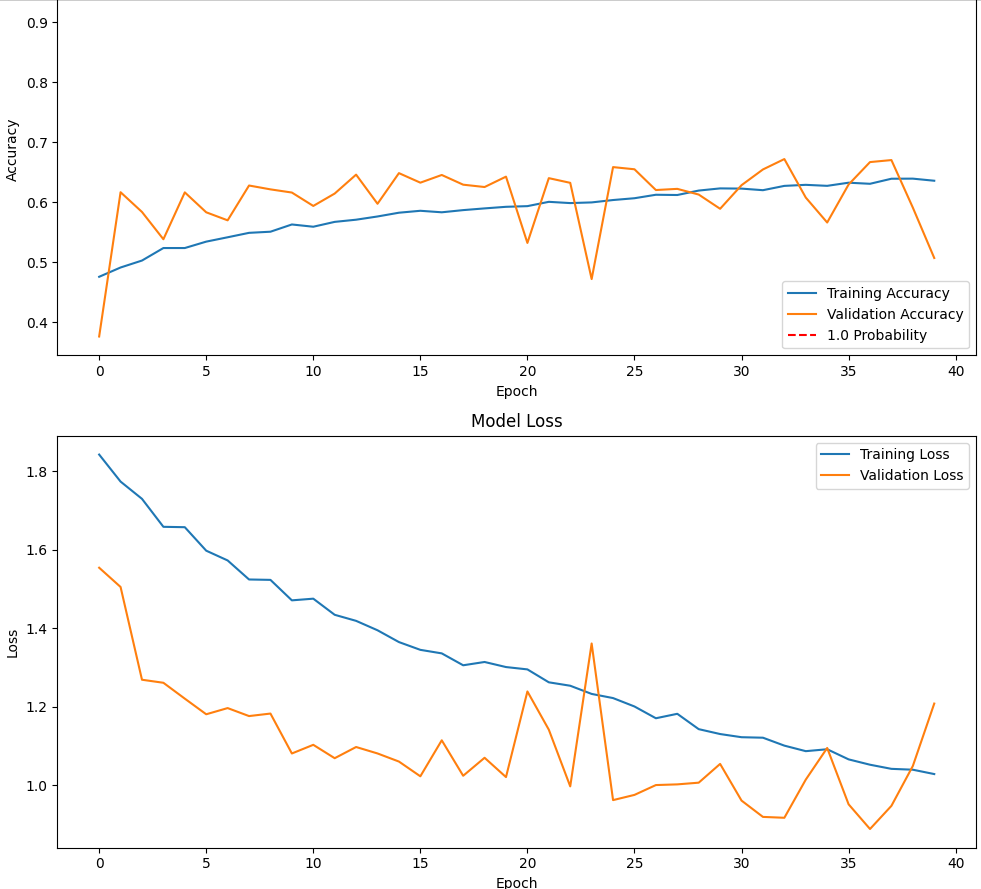 0.9
0.8
0.7
0.6
0.5
0.4
Accuracy
Training Accuracy
Validation Accuracy
1.0 Probability
0 5 10 15 20 25 30 35 40
Epoch
Model Loss
1.8
1.6
1.4
1.2
1.0
Loss
Training Loss
Validation Loss
0 5 10 15 20 25 30 35 40
Epoch